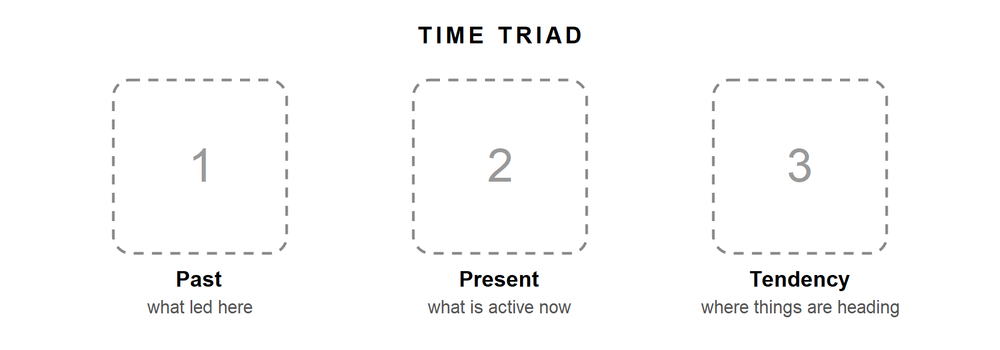 TIME TRIAD
1
2
3
Past
what led here
Present
what is active now
Tendency
where things are heading